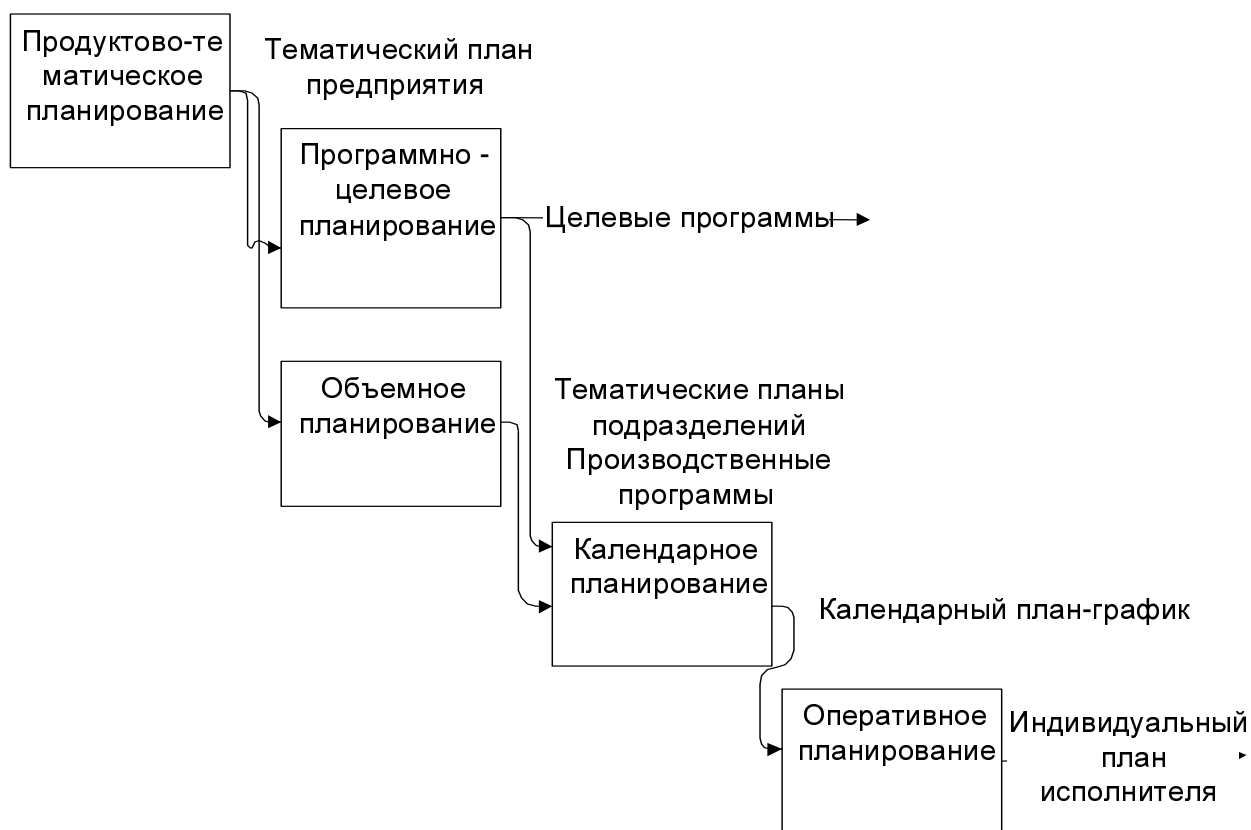 Продуктово-те
матическое
планирование
Тематический план
предприятия
Программно -
целевое
планирование
Целевые программы
Объемное
планирование
Тематические планы
подразделений
Производственные
программы
Календарное
планирование
Календарный план-график
Оперативное
планирование
Индивидуальный
план
исполнителя